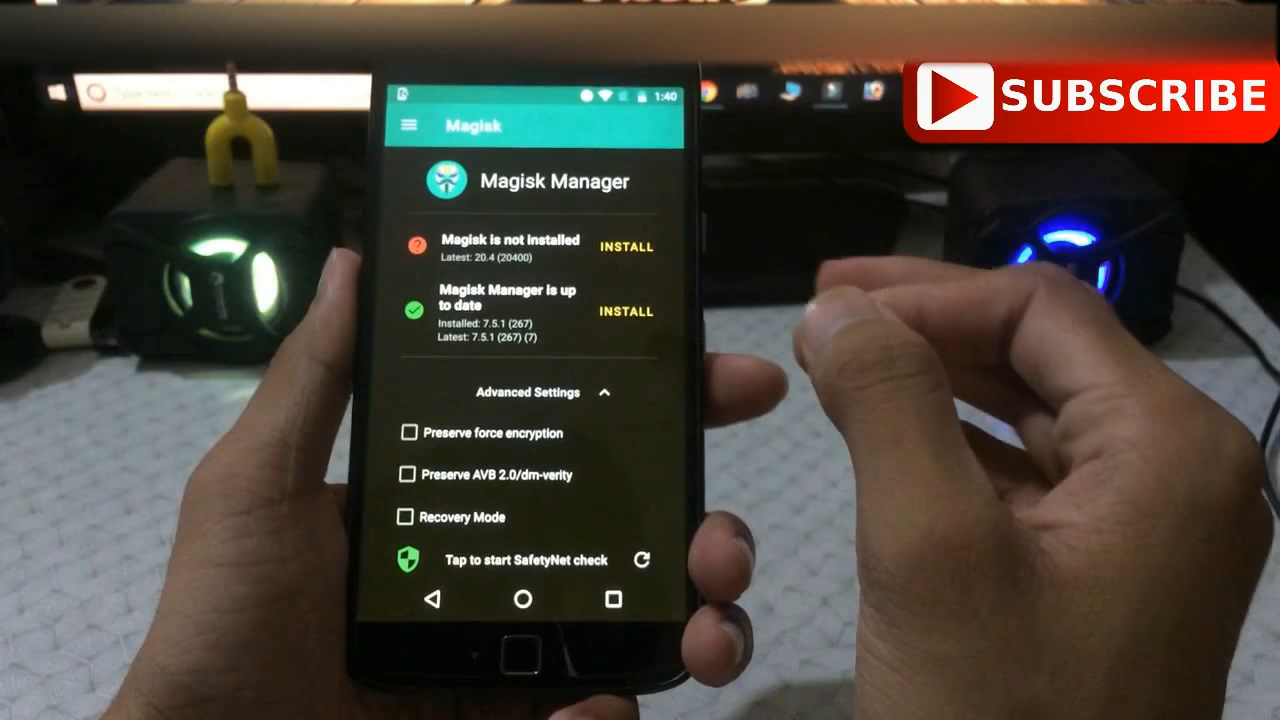 SUBSCRIBE
1:40
Magisk
Magisk Manager
Magisk is not installed
INSTALL
Latest: 20.4 (20400)
Magisk Manager is up
to date
INSTALL
Installed: 7.5.1 (267)
Latest: 7.5.1 (267) (7)
Advanced Settings
Preserve force encryption
Preserve AVB 2.0/dm-verity
Recovery Mode
Tap to start SafetyNet check